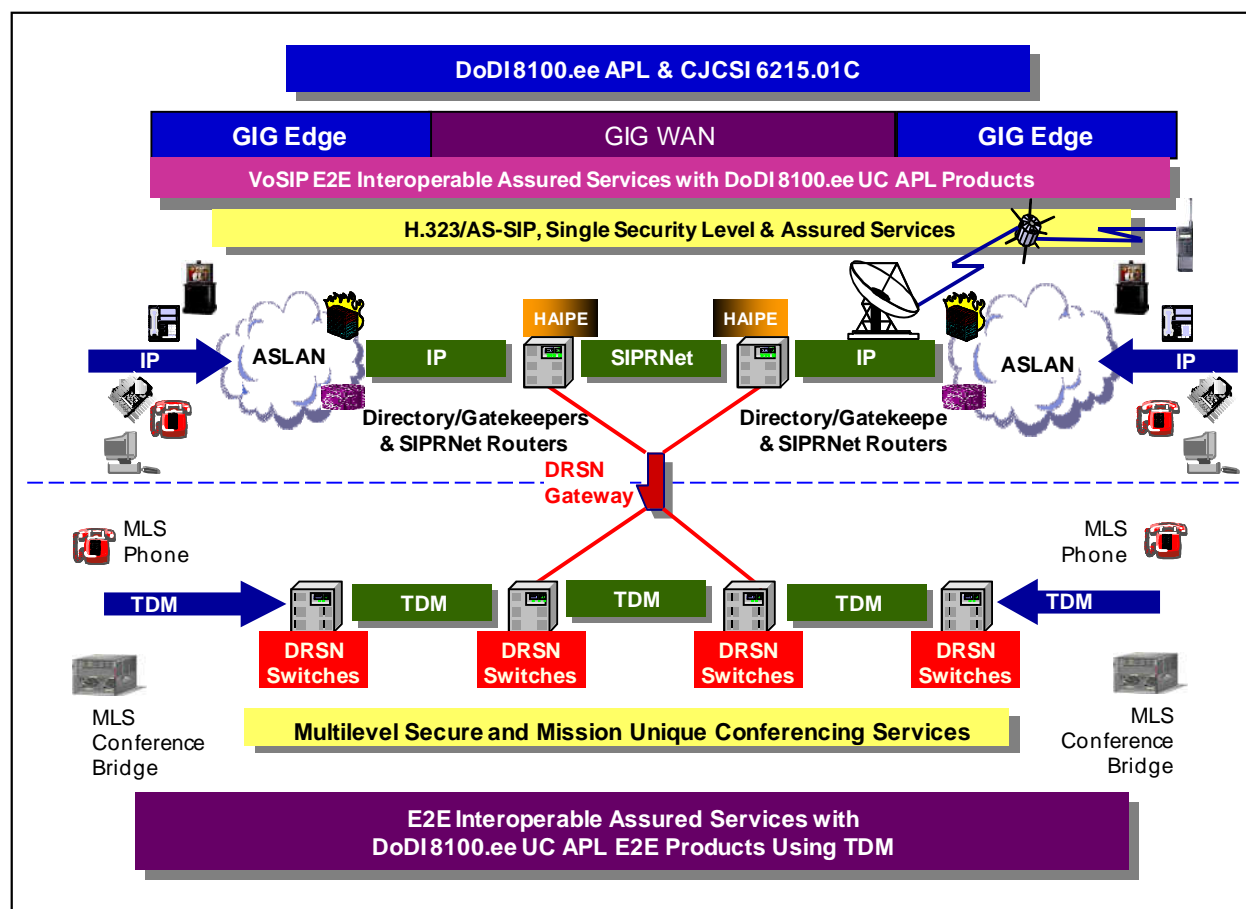 DoDI 8100.ee APL & CJCSI 6215.01C
GIG Edge
GIG WAN
GIG Edge
VoSIP E2E Interoperable Assured Services with DoDI 8100.ee UC APL Products
H.323/AS-SIP, Single Security Level & Assured Services
HAIPE
HAIPE
IP
ASLAN
IP
SIPRNet
IP
ASLAN
IP
Directory/Gatekeepers
& SIPRNet Routers
Directory/Gatekeepe
& SIPRNet Routers
DRSN
Gateway
MLS
Phone
MLS
Phone
TDM
TDM
TDM
TDM
TDM
DRSN
Switches
DRSN
Switches
DRSN
Switches
DRSN
Switches
MLS
Conference
Bridge
MLS
Conference
Bridge
Multilevel Secure and Mission Unique Conferencing Services
E2E Interoperable Assured Services with
DoDI 8100.ee UC APL E2E Products Using TDM